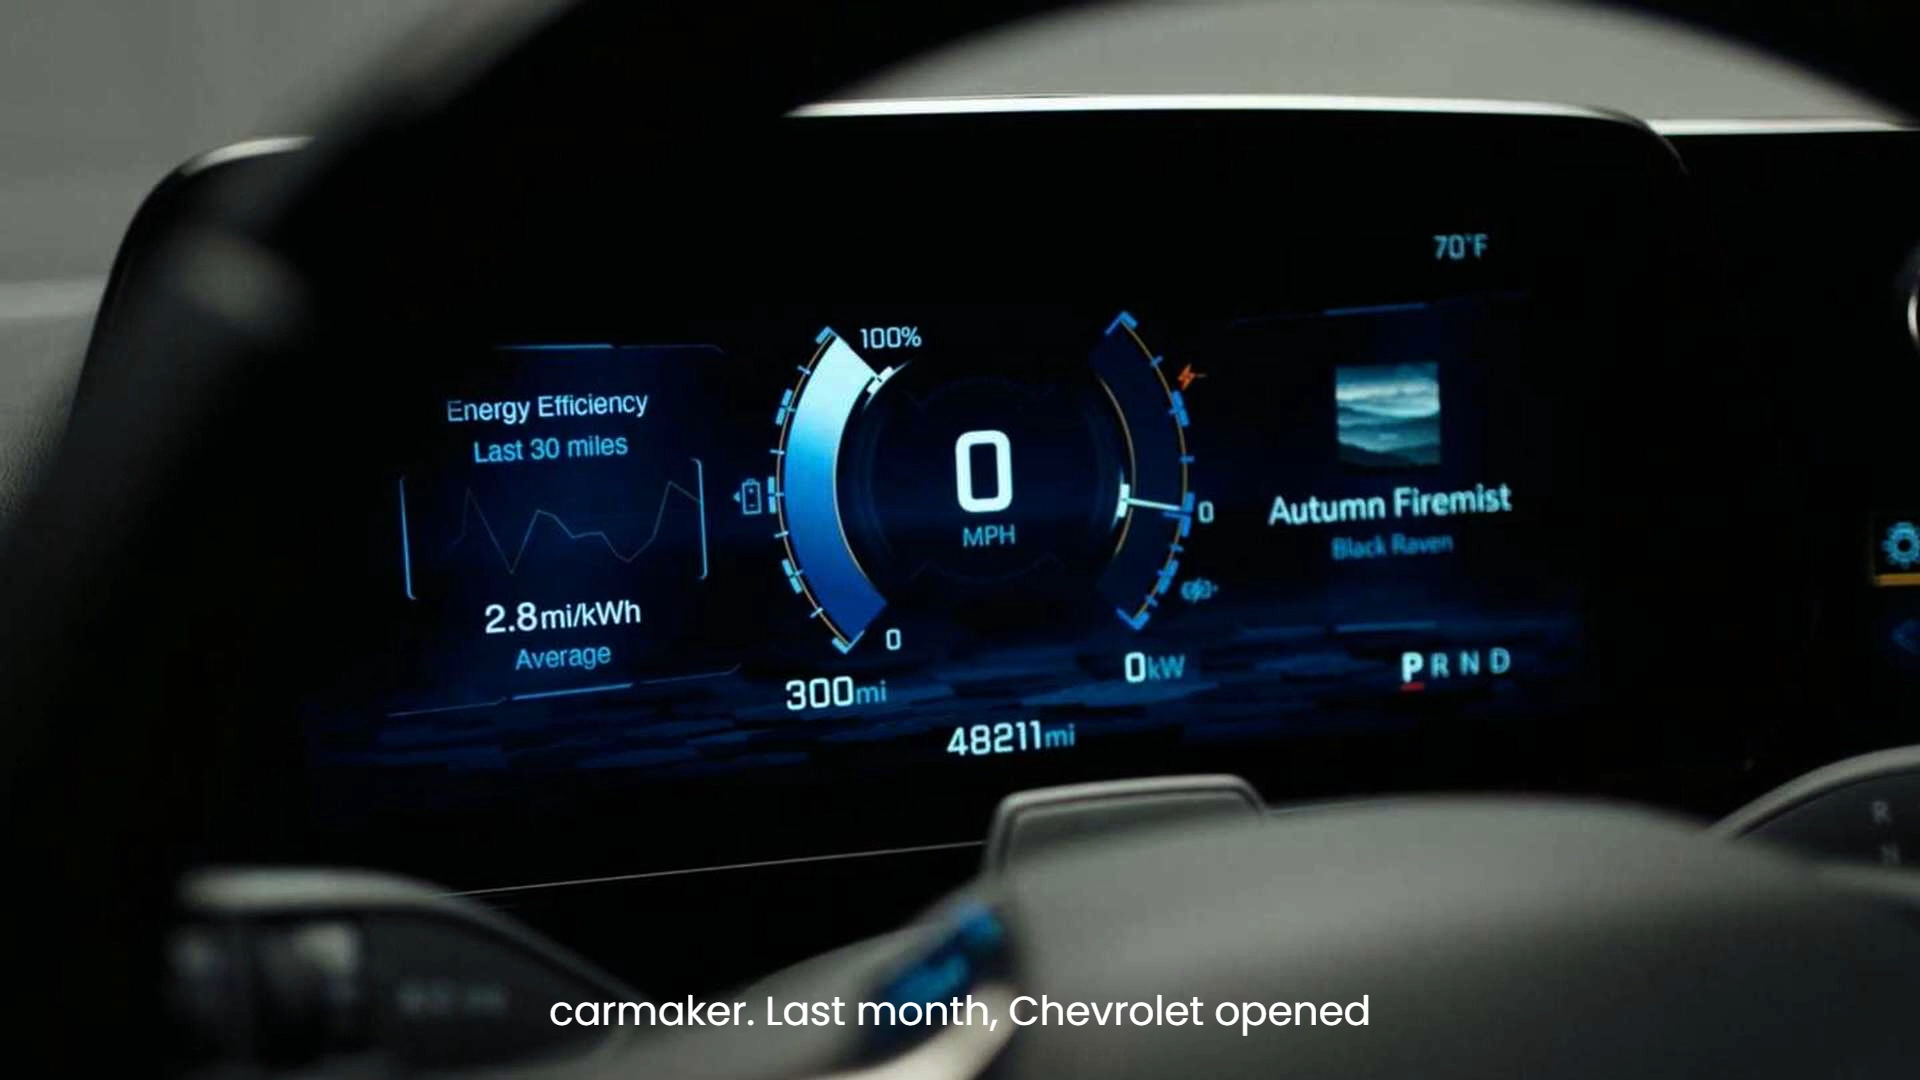 70°F
100%
Energy Efficiency
Last 30 miles
2.8mi/kWh
Average
0
MPH
0
0
300mi
0kW
48211mi
Autumn Firemist
Black Raven
P R N D
R
N
carmaker. Last month, Chevrolet opened